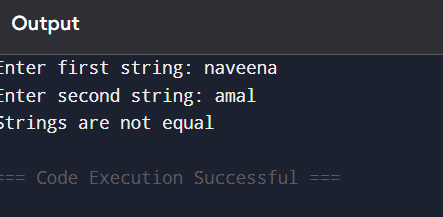 Output
Enter first string: naveena
Enter second string: amal
Strings are not equal
=== Code Execution Successful ===